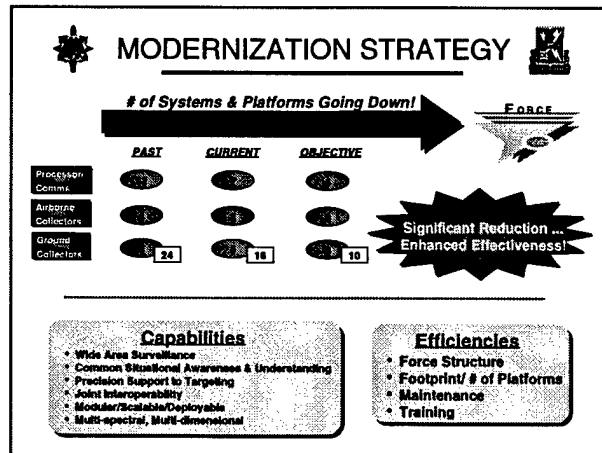 MODERNIZATION STRATEGY
# of Systems & Platforms Going Down!
FORCE
PAST CURRENT OBJECTIVE
Processor
Comms
Airborne
Collectors
Ground
Collectors
24 16 10
Significant Reduction ...
Enhanced Effectiveness!
Capabilities
• Wide Area Surveillance
• Common Situational Awareness & Understanding
• Precision Support to Targeting
• Joint Interoperability
• Moduler/Scalable/Deployable
• Multi-spectral, Multi-dimensional
Efficiencies
• Force Structure
• Footprint/ # of Platforms
• Maintenance
• Training